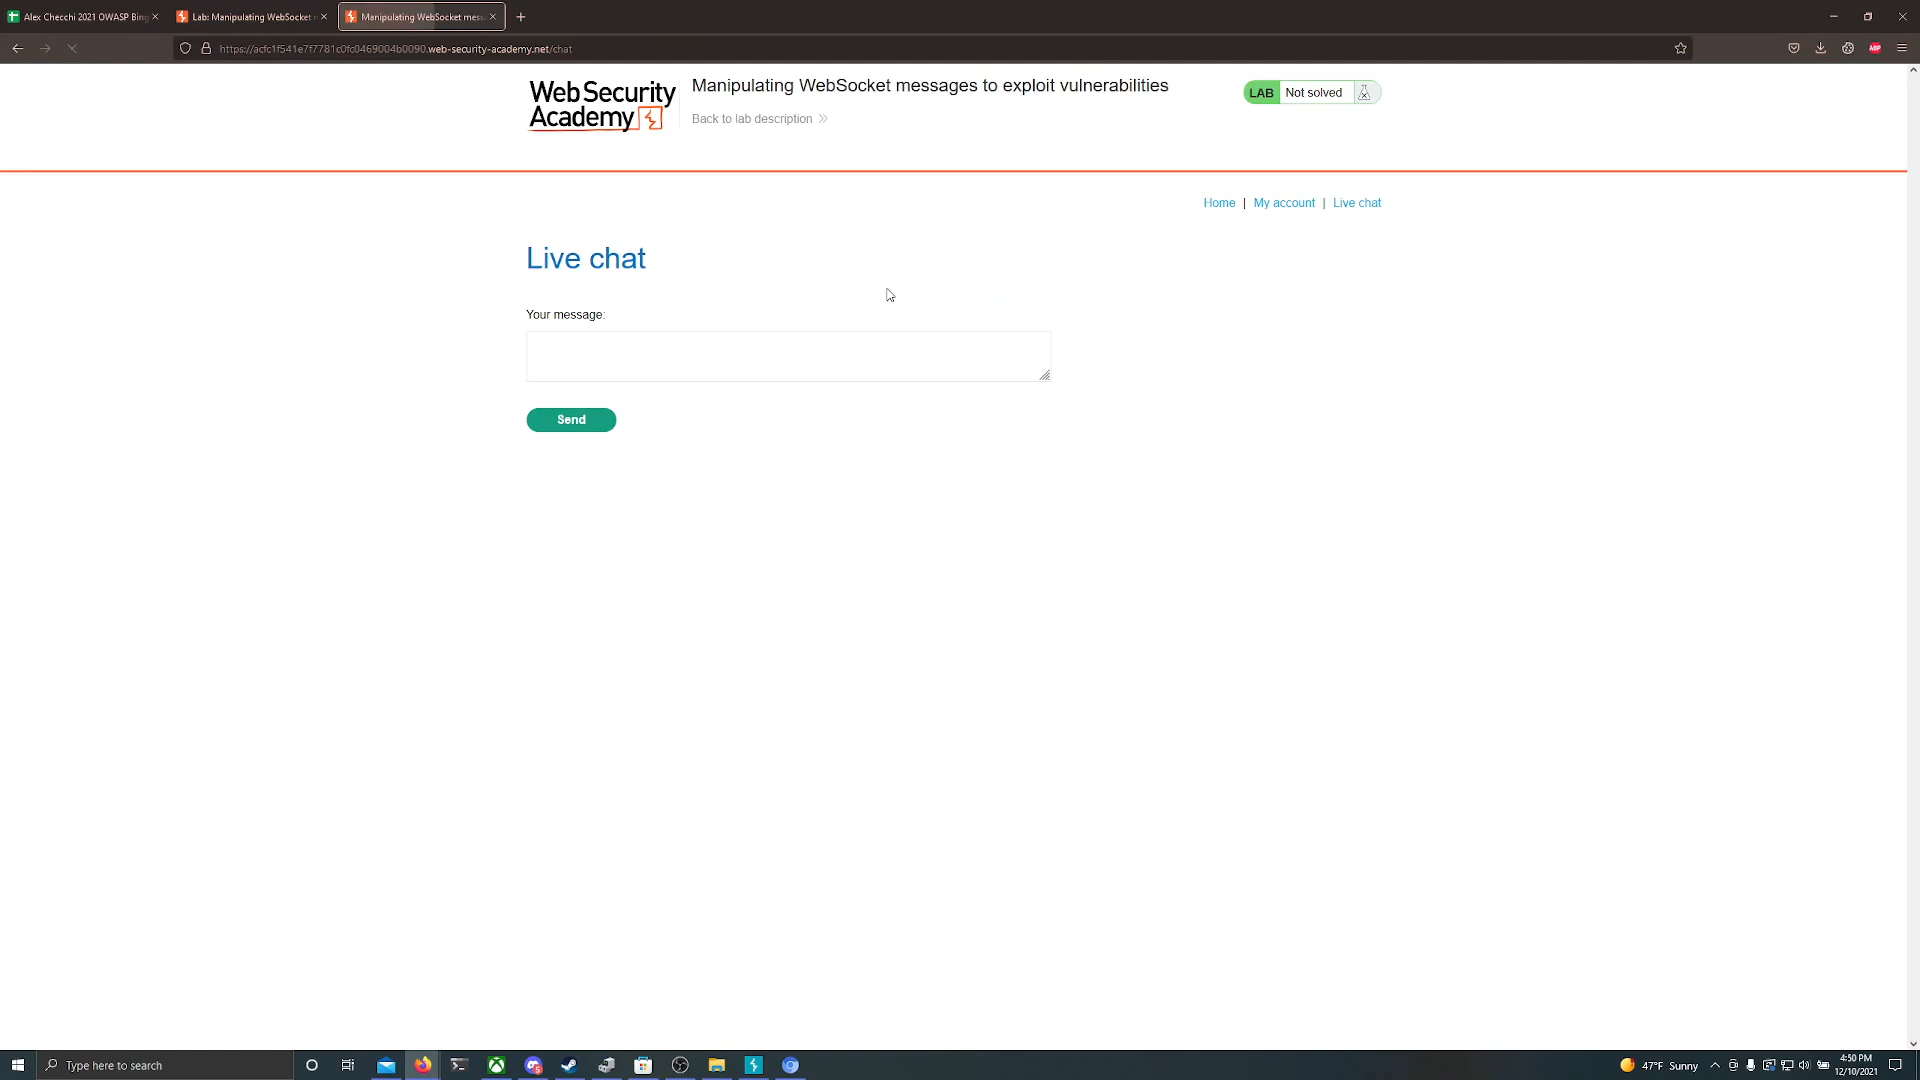 Alex Checchi 2021 OWASP Bing
Lab: Manipulating WebSocket m
Manipulating WebSocket mess
https://acfc1f541e7f7781c0fc0469004b0090.web-security-academy.net/chat
ABP
Web Security
Academy
Manipulating WebSocket messages to exploit vulnerabilities
Back to lab description
LAB Not solved
Home | My account | Live chat
Live chat
Your message:
Send
Type here to search
47°F Sunny
4:50 PM
12/10/2021